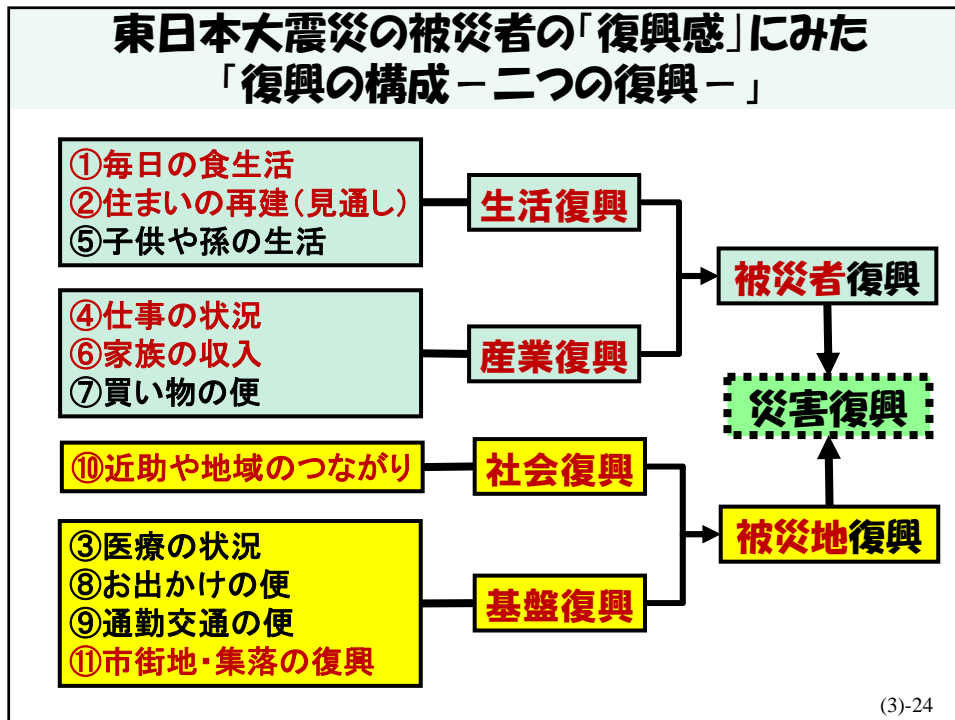 東日本大震災の被災者の「復興感」にみた
「復興の構成－二つの復興－」
①毎日の食生活
②住まいの再建（見通し）
⑤子供や孫の生活
生活復興
④仕事の状況
⑥家族の収入
⑦買い物の便
産業復興
被災者復興
災害復興
⑩近助や地域のつながり
社会復興
③医療の状況
⑧お出かけの便
⑨通勤交通の便
⑪市街地・集落の復興
基盤復興
被災地復興
(3)-24